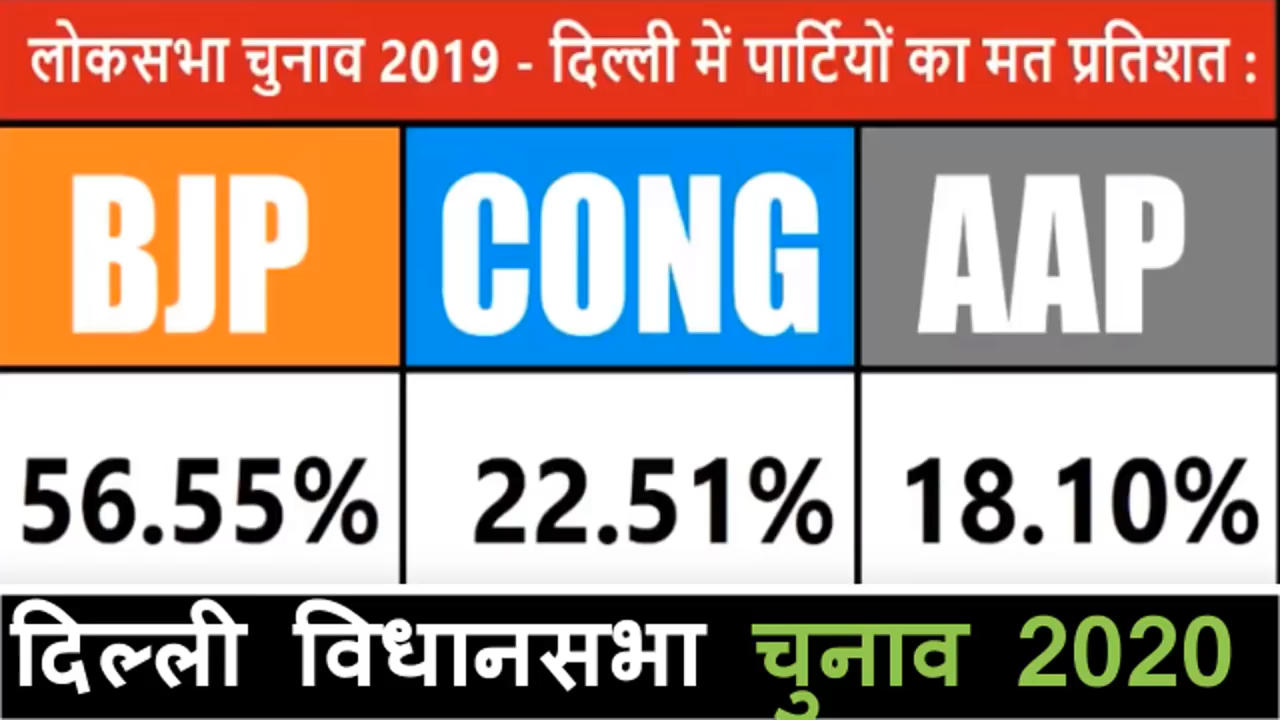 लोकसभा चुनाव 2019 - दिल्ली में पार्टियों का मत प्रतिशत :
BJP CONG AAP
56.55% 22.51% 18.10%
दिल्ली विधानसभा चुनाव 2020